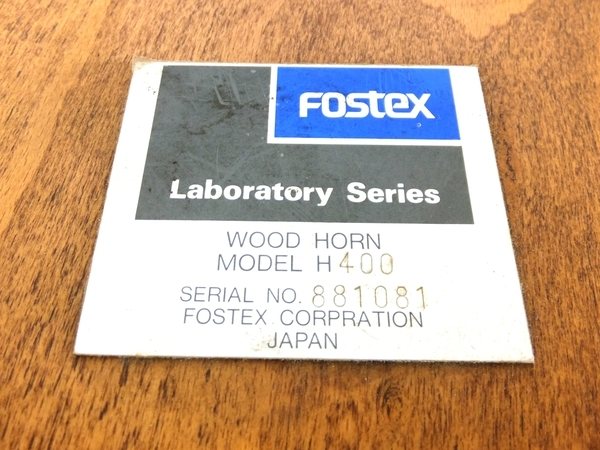 FOSTEX
Laboratory Series
WOOD HORN
MODEL H400
SERIAL NO. 881081
FOSTEX CORPRATION
JAPAN